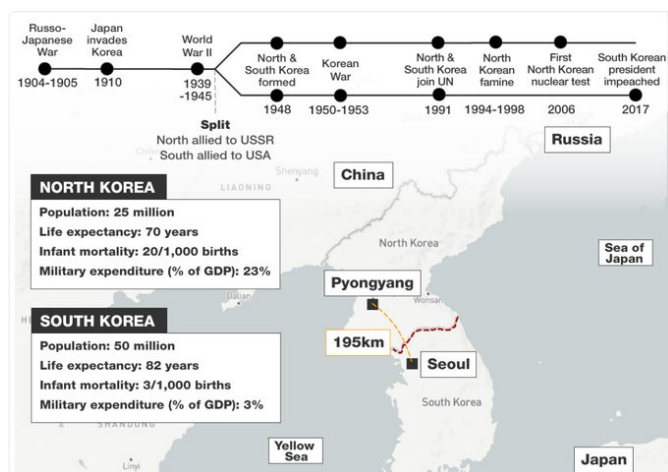 Russo-
Japanese
War
1904-1905
Japan
invades
Korea
1910
World
War II
1939
-1945
Split
North allied to USSR
South allied to USA
North &
South Korea
formed
1948
Korean
War
1950-1953
North &
South Korea
join UN
1991
North
Korean
famine
1994-1998
First
North Korean
nuclear test
2006
South Korean
president
impeached
2017
Russia
China
Shenyang
LIAONING
NORTH KOREA
Population: 25 million
Life expectancy: 70 years
Infant mortality: 20/1,000 births
Military expenditure (% of GDP): 23%
North Korea
Sea of
Japan
Pyongyang
Wonsan
Dalian
SOUTH KOREA
Population: 50 million
Life expectancy: 82 years
Infant mortality: 3/1,000 births
Military expenditure (% of GDP): 3%
195km
Seoul
South Korea
SHANDONG
Linyi
Yellow
Sea
Japan